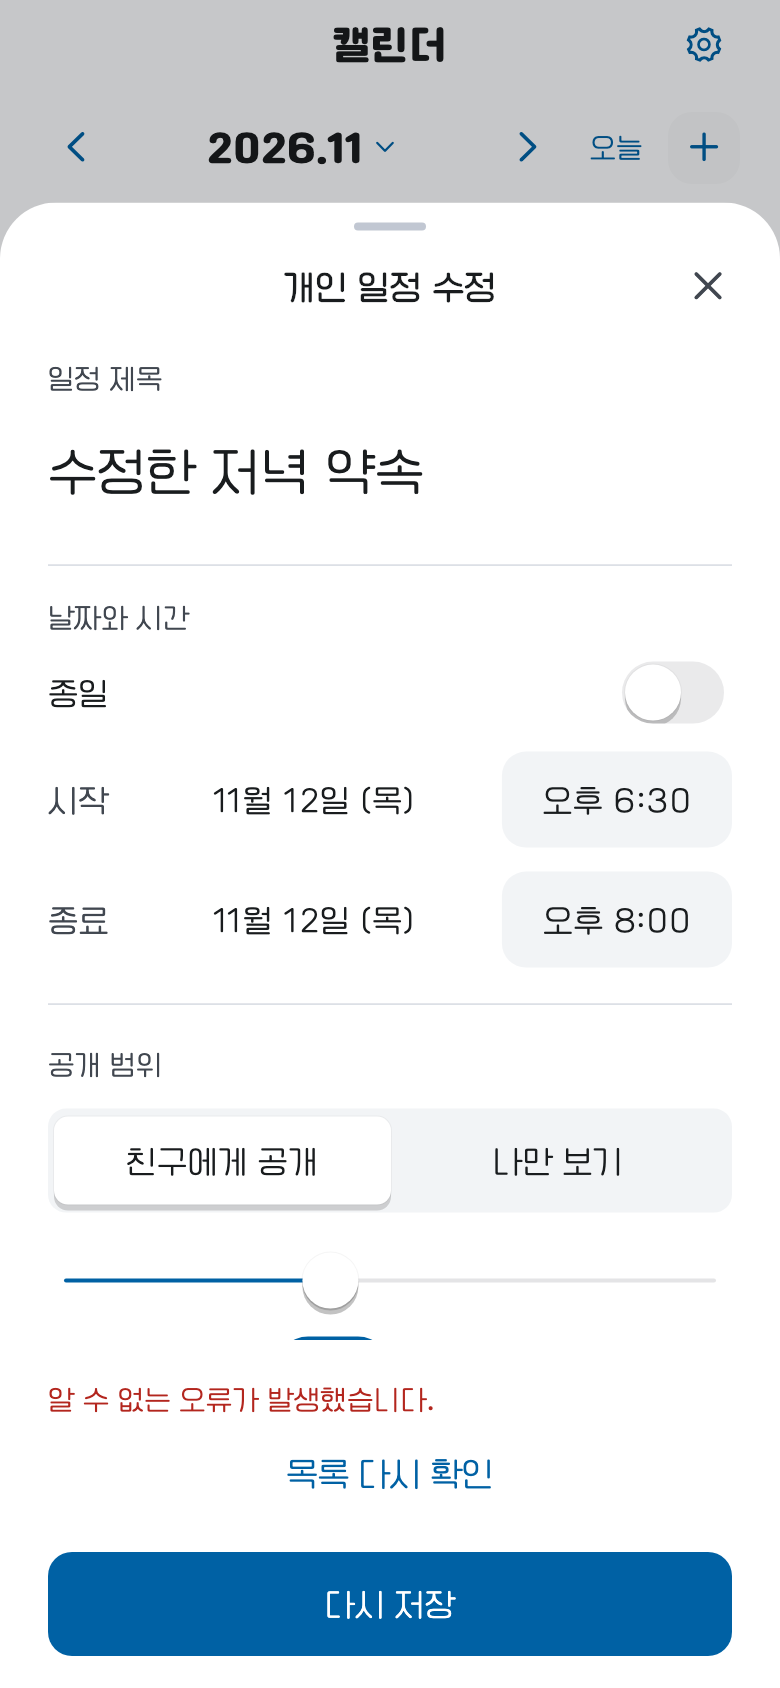 캘린더
2026.11
오늘
개인 일정 수정
일정 제목
수정한 저녁 약속
날짜와 시간
종일
시작 11월 12일 (목) 오후 6:30
종료 11월 12일 (목) 오후 8:00
공개 범위
친구에게 공개 나만 보기
알 수 없는 오류가 발생했습니다.
목록 다시 확인
다시 저장